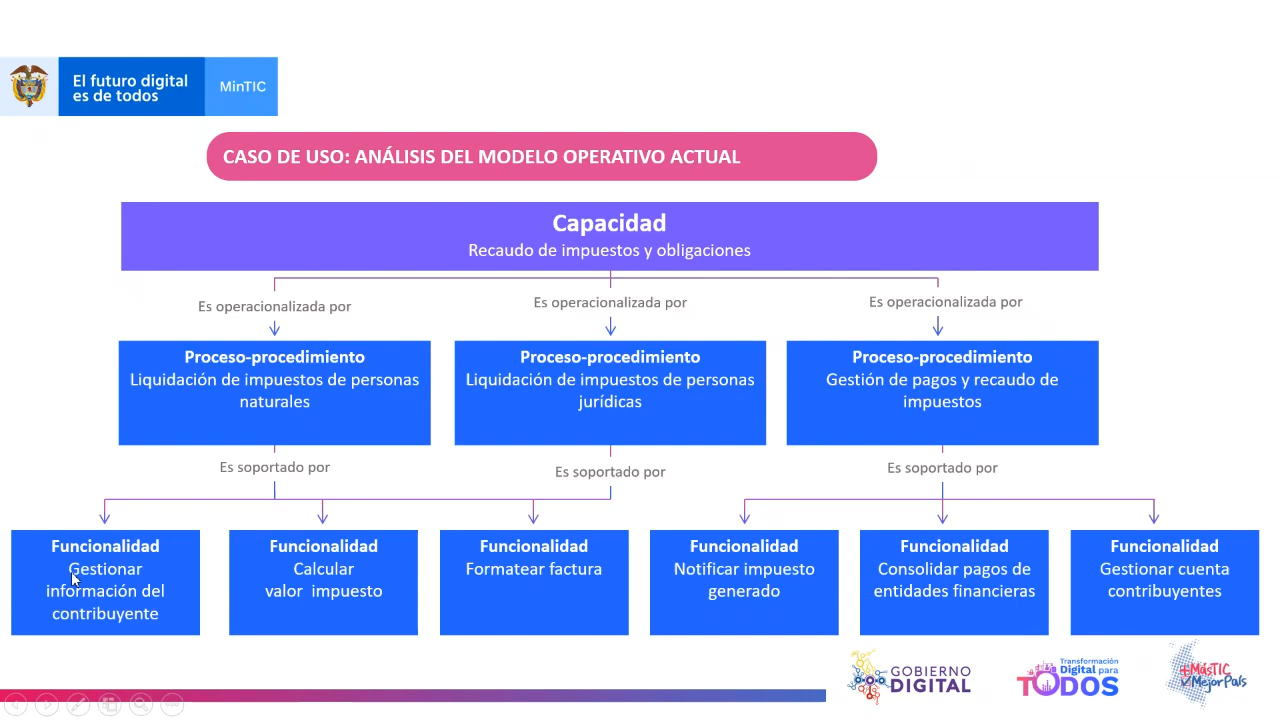 El futuro digital
es de todos
MinTIC
CASO DE USO: ANÁLISIS DEL MODELO OPERATIVO ACTUAL
Capacidad
Recaudo de impuestos y obligaciones
Es operacionalizada por
Es operacionalizada por
Es operacionalizada por
Proceso-procedimiento
Liquidación de impuestos de personas
naturales
Proceso-procedimiento
Liquidación de impuestos de personas
jurídicas
Proceso-procedimiento
Gestión de pagos y recaudo de
impuestos
Es soportado por
Es soportado por
Es soportado por
Funcionalidad
Gestionar
información del
contribuyente
Funcionalidad
Calcular
valor  impuesto
Funcionalidad
Formatear factura
Funcionalidad
Notificar impuesto
generado
Funcionalidad
Consolidar pagos de
entidades financieras
Funcionalidad
Gestionar cuenta
contribuyentes
GOBIERNO
DIGITAL
Transformación
Digital para
TODOS
+MásTIC
MejorPaís